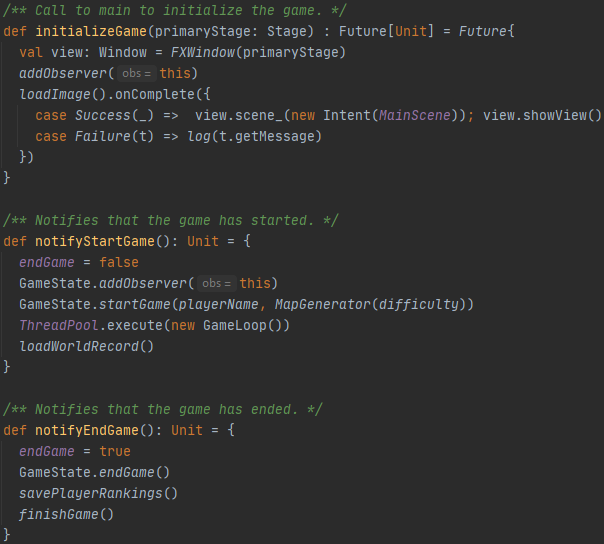 /** Call to main to initialize the game. */
def initializeGame(primaryStage: Stage) : Future[Unit] = Future{
  val view: Window = FXWindow(primaryStage)
  addObserver( obs = this)
  loadImage().onComplete({
    case Success(_) =>  view.scene_(new Intent(MainScene)); view.showView()
    case Failure(t) => log(t.getMessage)
  })
}
/** Notifies that the game has started. */
def notifyStartGame(): Unit = {
  endGame = false
  GameState.addObserver( obs = this)
  GameState.startGame(playerName, MapGenerator(difficulty))
  ThreadPool.execute(new GameLoop())
  loadWorldRecord()
}
/** Notifies that the game has ended. */
def notifyEndGame(): Unit = {
  endGame = true
  GameState.endGame()
  savePlayerRankings()
  finishGame()
}